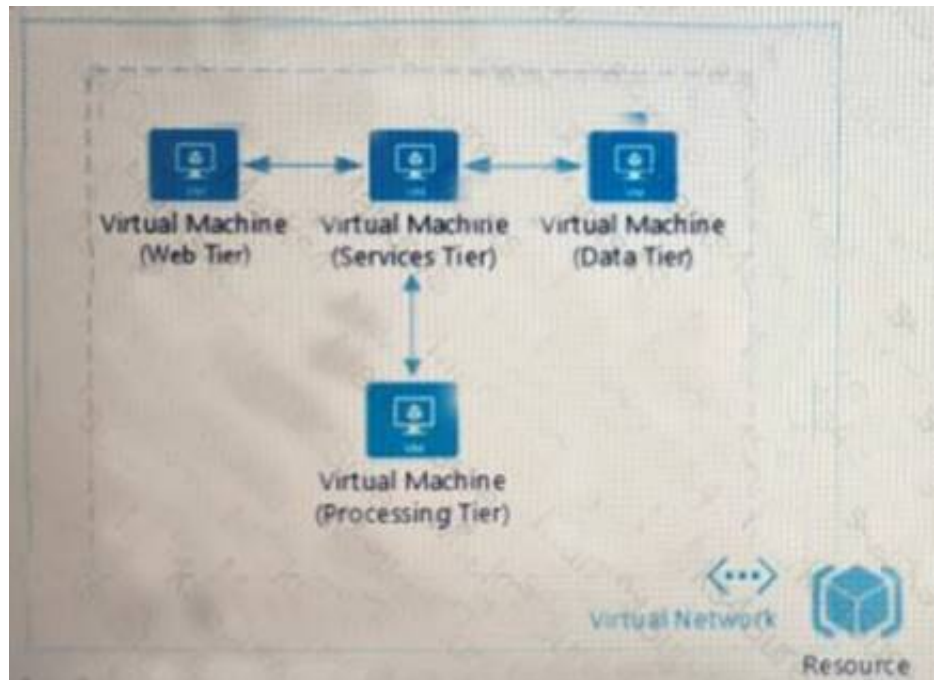 Virtual Machine
(Web Tier)
Virtual Machine
(Services Tier)
Virtual Machine
(Data Tier)
Virtual Machine
(Processing Tier)
Virtual Network
Resource